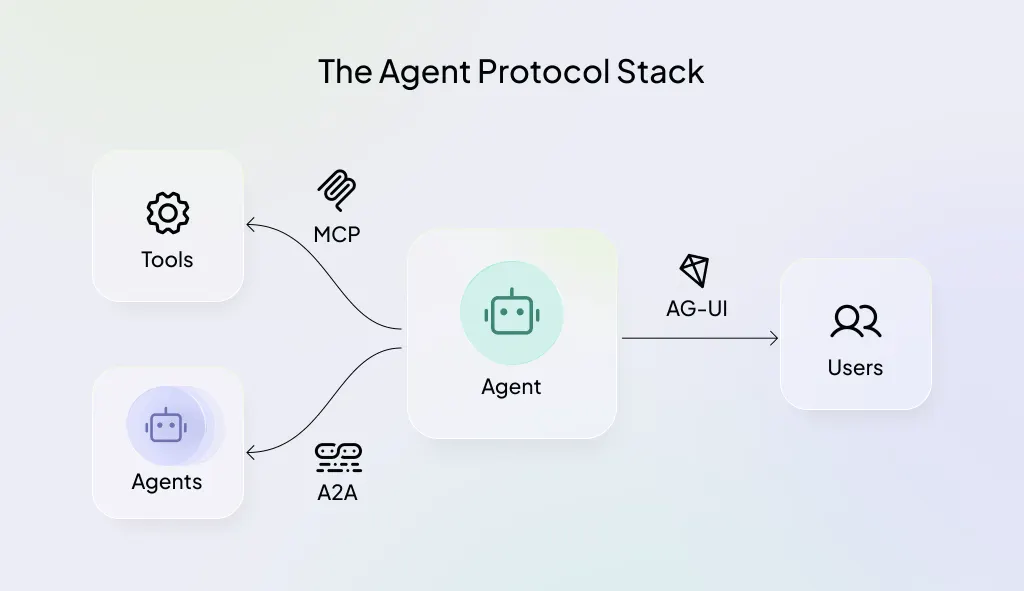 The Agent Protocol Stack
Tools
MCP
Agent
AG-UI
Users
Agents
A2A